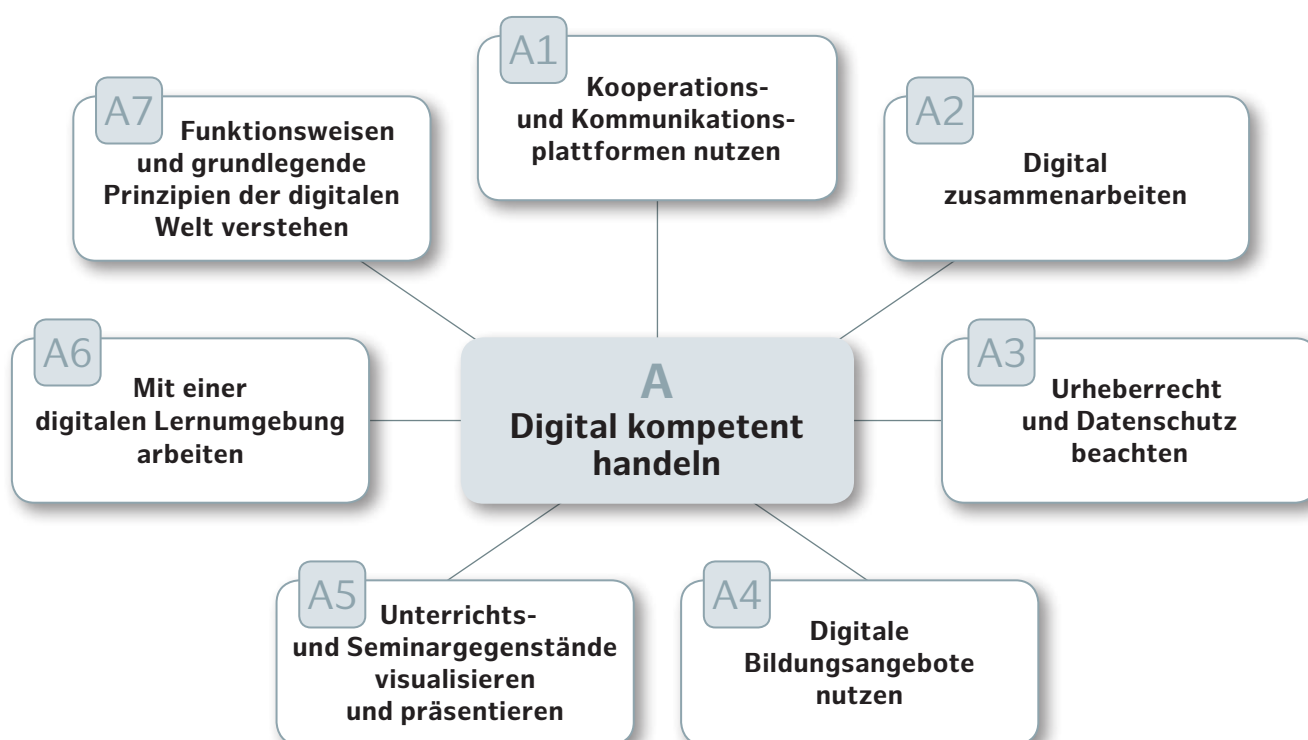 A1
Kooperations-
und Kommunikations-
plattformen nutzen
A2
Digital
zusammenarbeiten
A3
Urheberrecht
und Datenschutz
beachten
A4
Digitale
Bildungsangebote
nutzen
A5
Unterrichts-
und Seminargegenstände
visualisieren
und präsentieren
A6
Mit einer
digitalen Lernumgebung
arbeiten
A7
Funktionsweisen
und grundlegende
Prinzipien der digitalen
Welt verstehen
A
Digital kompetent
handeln